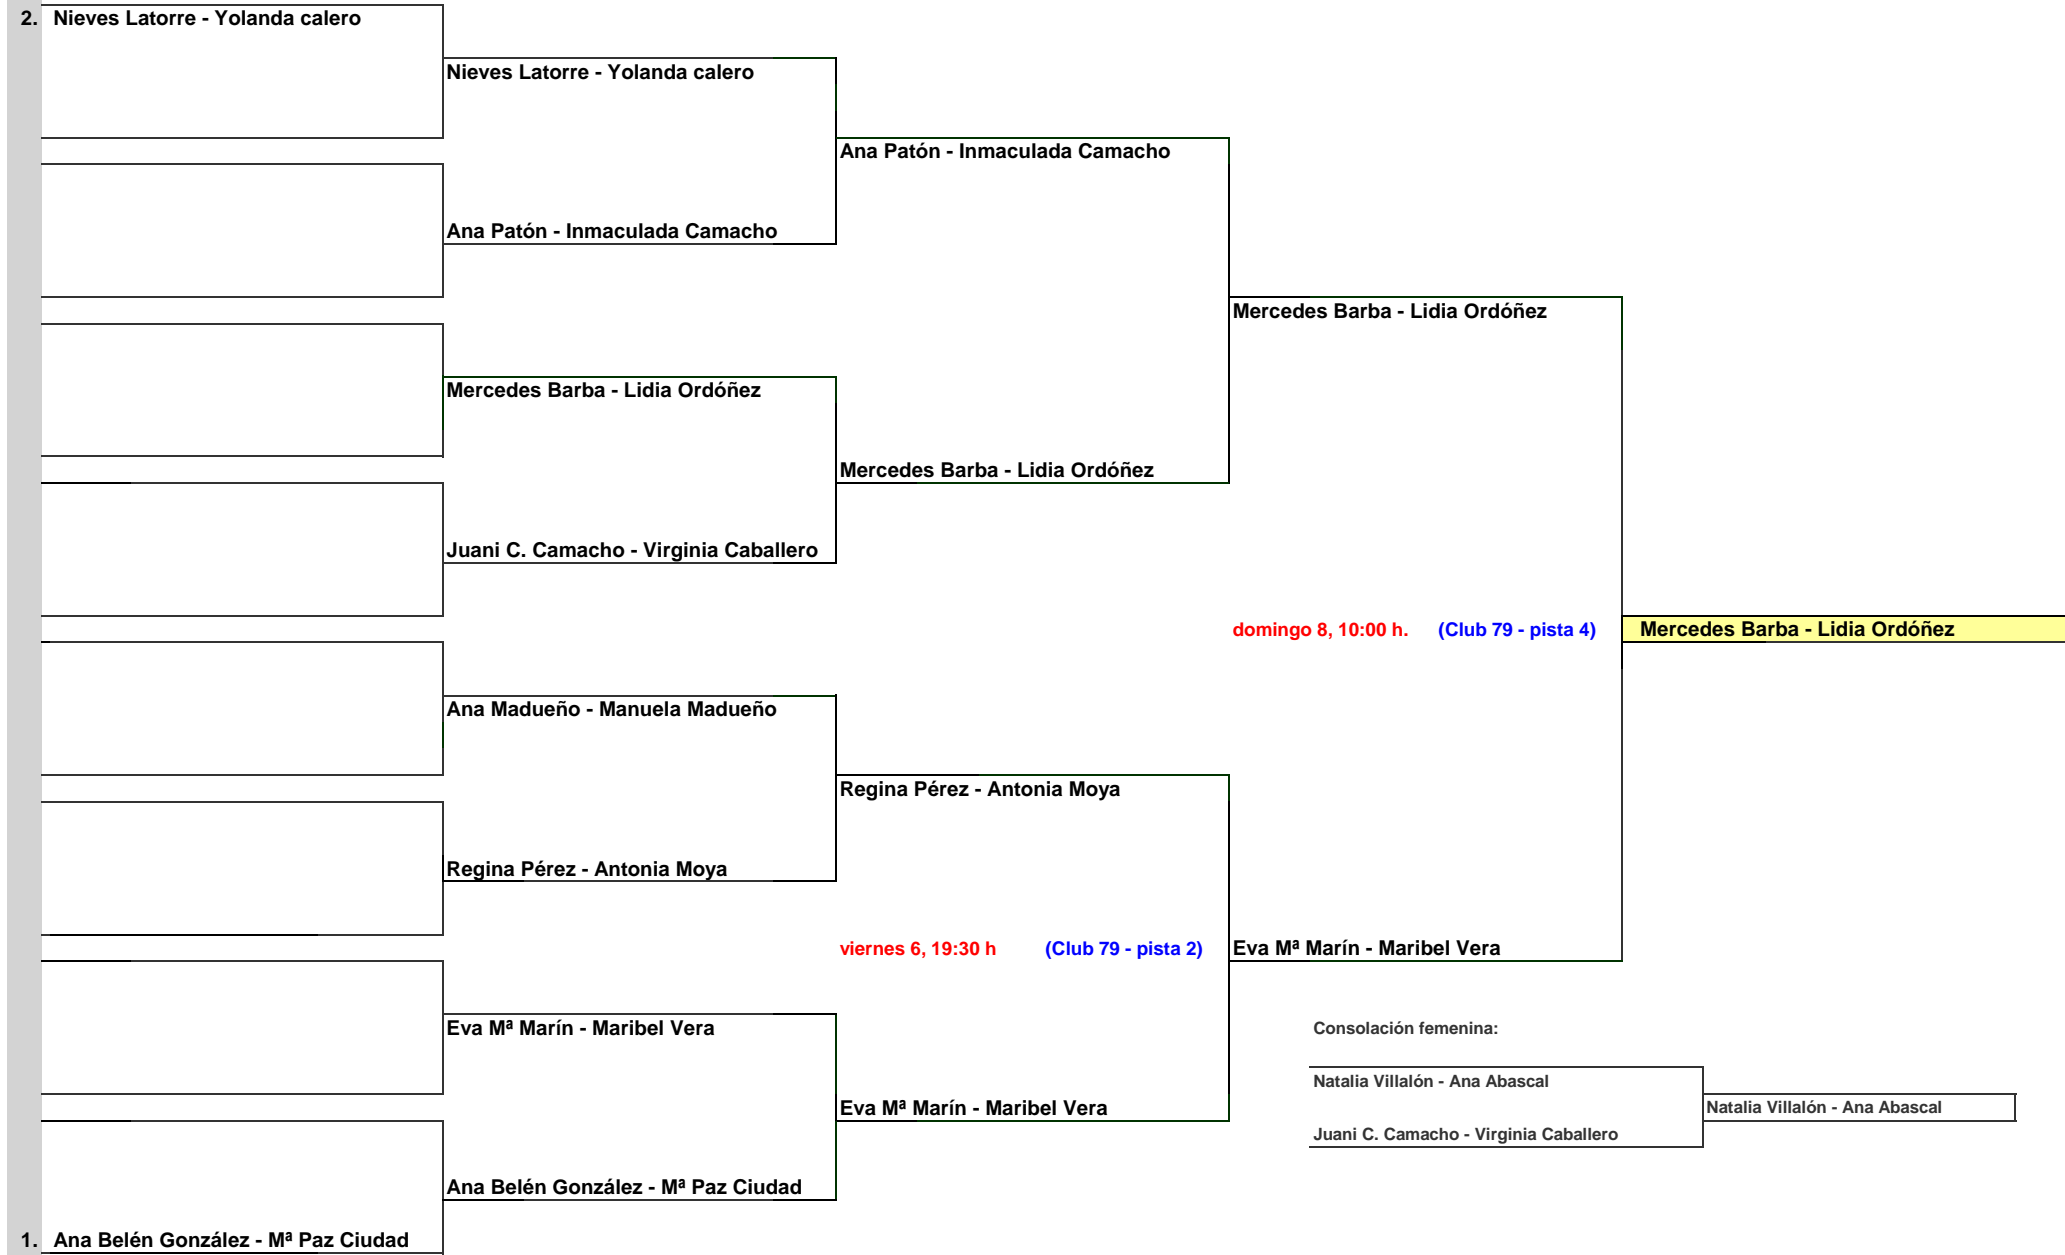 2. Nieves Latorre - Yolanda calero
Nieves Latorre - Yolanda calero
Ana Patón - Inmaculada Camacho
Ana Patón - Inmaculada Camacho
Mercedes Barba - Lidia Ordóñez
Mercedes Barba - Lidia Ordóñez
Mercedes Barba - Lidia Ordóñez
Juani C. Camacho - Virginia Caballero
domingo 8, 10:00 h. (Club 79 - pista 4) Mercedes Barba - Lidia Ordóñez
Ana Madueño - Manuela Madueño
Regina Pérez - Antonia Moya
Regina Pérez - Antonia Moya
viernes 6, 19:30 h (Club 79 - pista 2) Eva Mª Marín - Maribel Vera
Eva Mª Marín - Maribel Vera Consolación femenina:
Natalia Villalón - Ana Abascal
Eva Mª Marín - Maribel Vera Natalia Villalón - Ana Abascal
Juani C. Camacho - Virginia Caballero
Ana Belén González - Mª Paz Ciudad
1. Ana Belén González - Mª Paz Ciudad